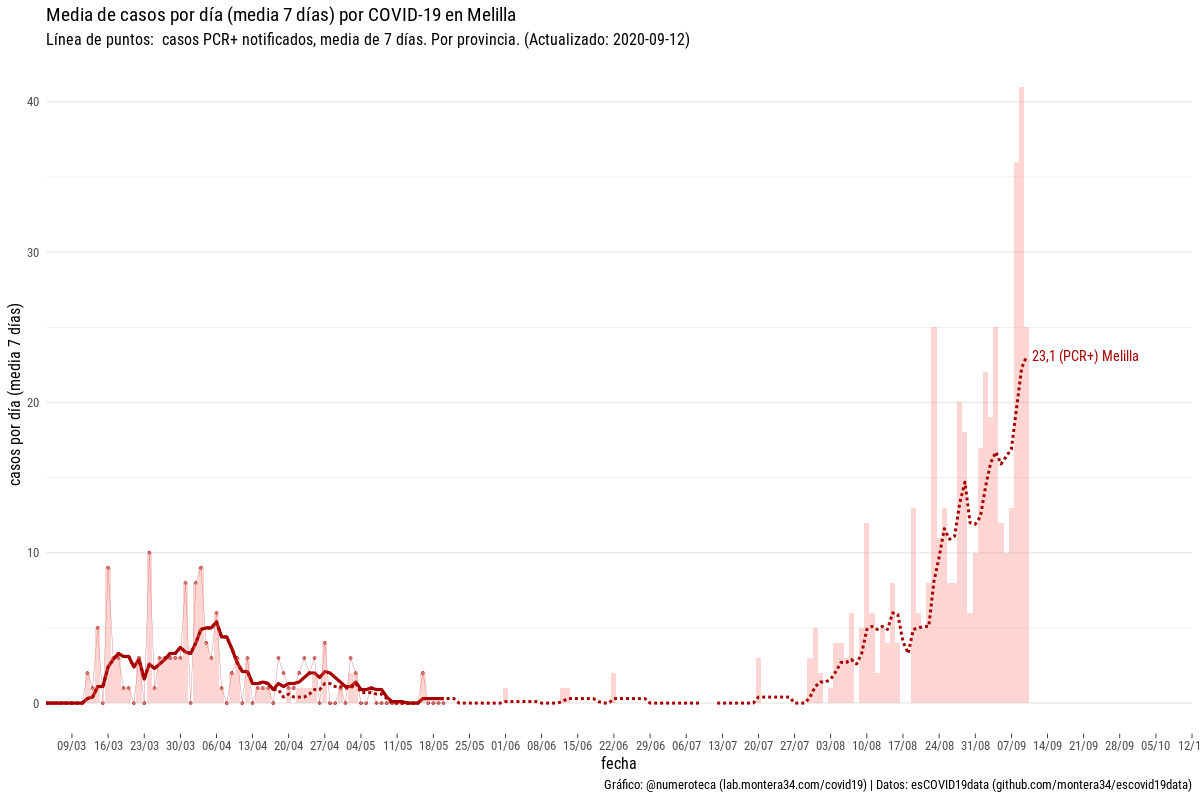 Media de casos por día (media 7 días) por COVID-19 en Melilla
Línea de puntos:  casos PCR+ notificados, media de 7 días. Por provincia. (Actualizado: 2020-09-12)
casos por día (media 7 días)
40
30
20
10
0
23,1 (PCR+) Melilla
09/03 16/03 23/03 30/03 06/04 13/04 20/04 27/04 04/05 11/05 18/05 25/05 01/06 08/06 15/06 22/06 29/06 06/07 13/07 20/07 27/07 03/08 10/08 17/08 24/08 31/08 07/09 14/09 21/09 28/09 05/10 12/1
fecha
Gráfico: @numeroteca (lab.montera34.com/covid19) | Datos: esCOVID19data (github.com/montera34/escovid19data)